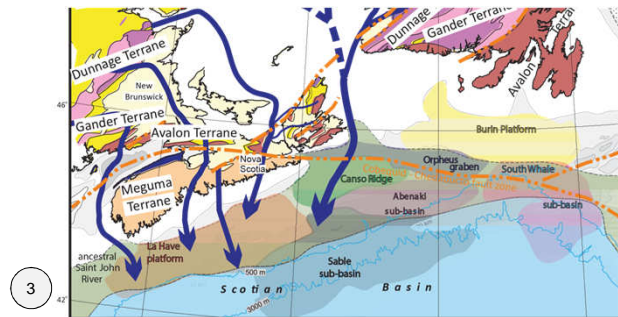 Dunnage Terrane
Dunnage
Gander Terrane
Avalon
Terran
New
Brunswick
46°
Gander Terrane
Avalon Terrane
Burin Platform
Nova
Scotia
Orpheus
graben
South Whale
sub-basin
Meguma
Terrane
Canso Ridge
Abenaki
sub-basin
La Have
platform
ancestral
Saint John
River
Sable
sub-basin
500 m
3
Scotian Basin
42°
3000 m